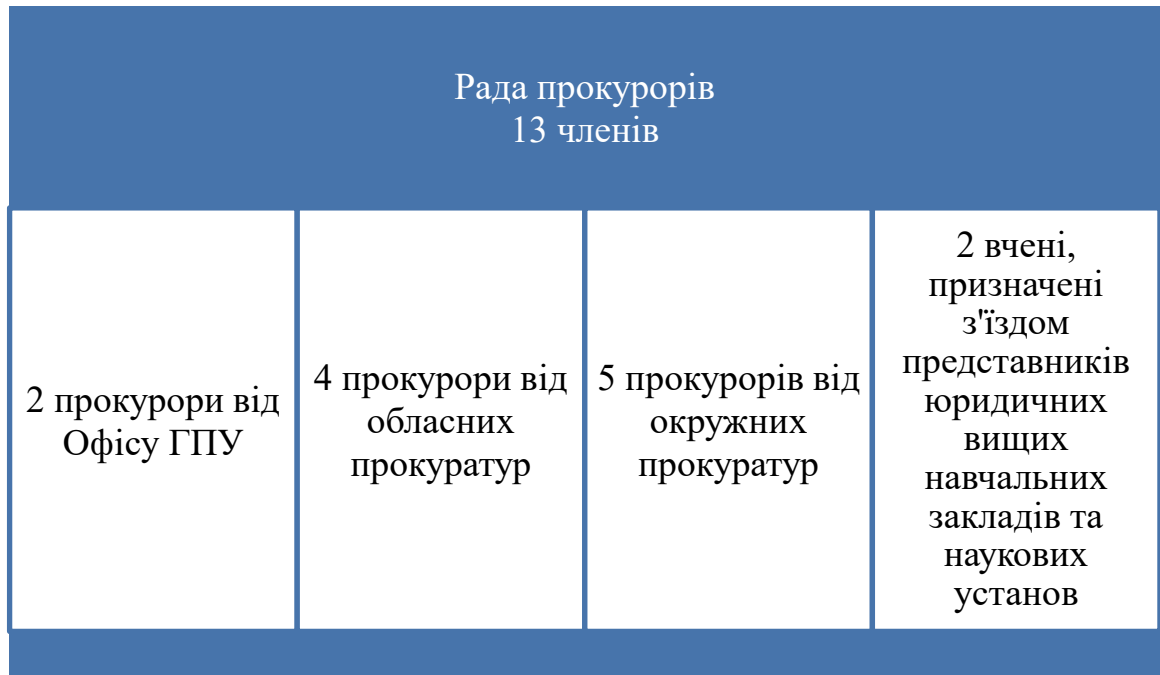 Рада прокурорів
13 членів
2 прокурори від
Офісу ГПУ
4 прокурори від
обласних
прокуратур
5 прокурорів від
окружних
прокуратур
2 вчені,
призначені
з'їздом
представників
юридичних
вищих
навчальних
закладів та
наукових
установ